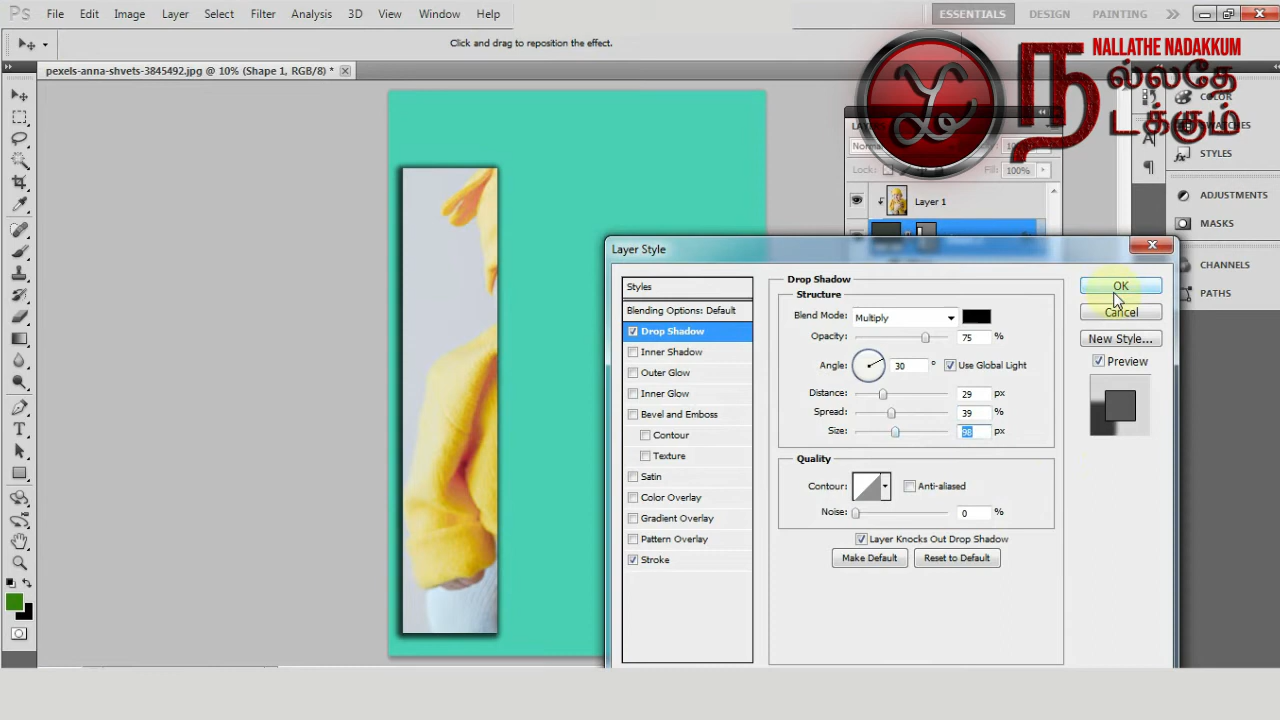 Ps File Edit Image Layer Select Filter Analysis 3D View Window Help ESSENTIALS DESIGN PAINTING
Click and drag to reposition the effect.
NALLATHE NADAKKUM
நல்லதே
நடக்கும்
pexels-anna-shvets-3845492.jpg @ 10% (Shape 1, RGB/8) *
COLOR
SWATCHES
STYLES
ADJUSTMENTS
MASKS
CHANNELS
PATHS
Lock:
Fill: 100%
Layer 1
Layer Style
Styles
Blending Options: Default
Drop Shadow
Inner Shadow
Outer Glow
Inner Glow
Bevel and Emboss
Contour
Texture
Satin
Color Overlay
Gradient Overlay
Pattern Overlay
Stroke
Drop Shadow
Structure
Blend Mode: Multiply
Opacity: 75 %
Angle: 30 ° Use Global Light
Distance: 29 px
Spread: 39 %
Size: 98 px
Quality
Contour: Anti-aliased
Noise: 0 %
Layer Knocks Out Drop Shadow
Make Default Reset to Default
OK
Cancel
New Style...
Preview